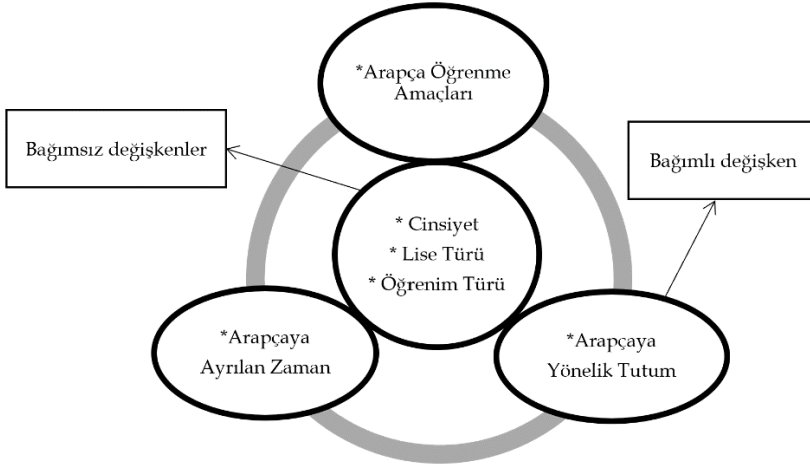 *Arapça Öğrenme
Amaçları
Bağımsız değişkenler
Bağımlı değişken
* Cinsiyet
* Lise Türü
* Öğrenim Türü
*Arapçaya
Ayrılan Zaman
*Arapçaya
Yönelik Tutum